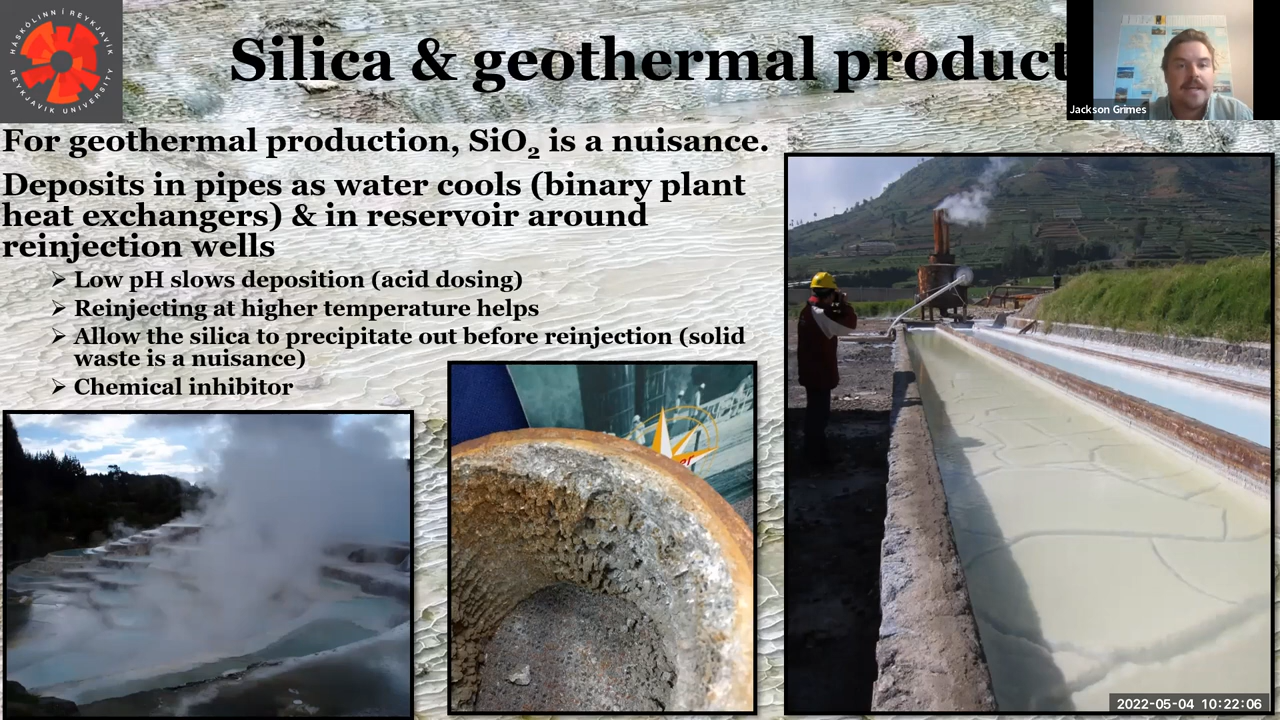 HÁSKÓLINN Í REYKJAVÍK
REYKJAVIK UNIVERSITY
Silica & geothermal product
Jackson Grimes
For geothermal production, SiO₂ is a nuisance.
Deposits in pipes as water cools (binary plant
heat exchangers) & in reservoir around
reinjection wells
➢ Low pH slows deposition (acid dosing)
➢ Reinjecting at higher temperature helps
➢ Allow the silica to precipitate out before reinjection (solid
waste is a nuisance)
➢ Chemical inhibitor
2022-05-04 10:22:06